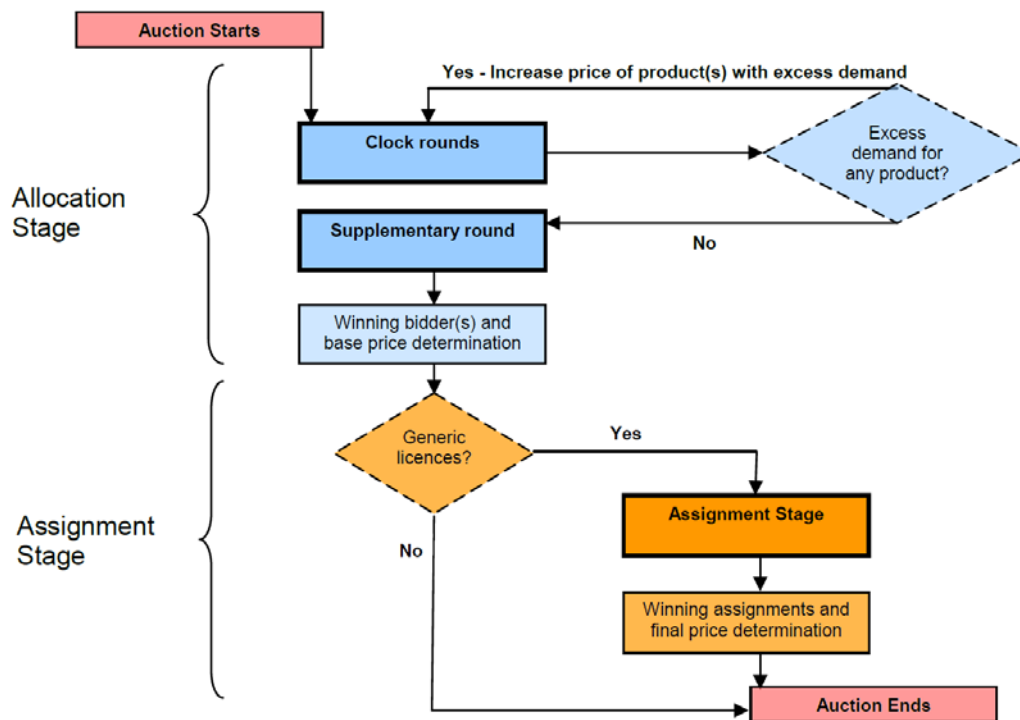 Auction Starts
Yes - Increase price of product(s) with excess demand
Clock rounds
Excess
demand for
any product?
Allocation
Stage
Supplementary round
No
Winning bidder(s) and
base price determination
Generic
licences?
Yes
Assignment Stage
Assignment
Stage
No
Winning assignments and
final price determination
Auction Ends